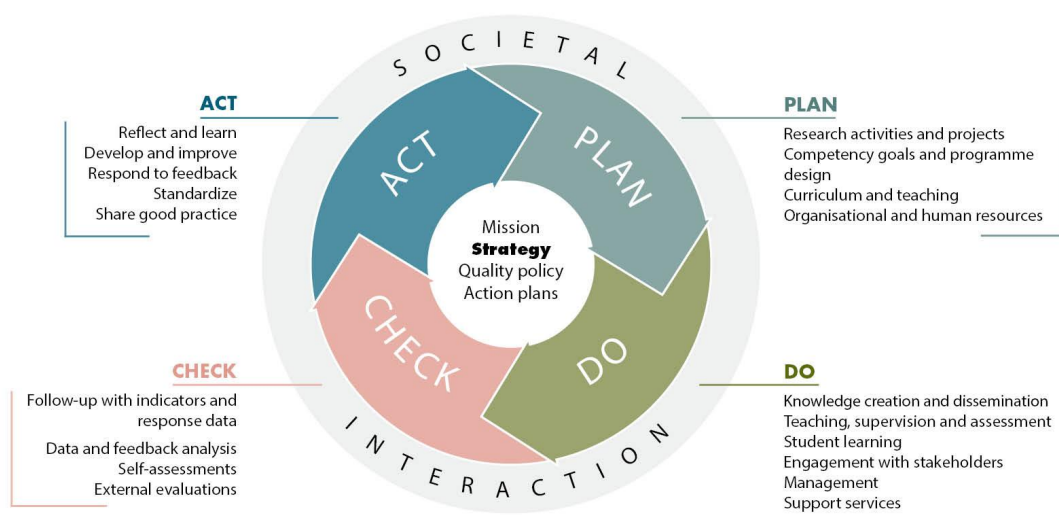 SOCIETAL
ACT
Reflect and learn
Develop and improve
Respond to feedback
Standardize
Share good practice
PLAN
Research activities and projects
Competency goals and programme
design
Curriculum and teaching
Organisational and human resources
ACT
PLAN
Mission
Strategy
Quality policy
Action plans
CHECK
DO
CHECK
Follow-up with indicators and
response data
Data and feedback analysis
Self-assessments
External evaluations
DO
Knowledge creation and dissemination
Teaching, supervision and assessment
Student learning
Engagement with stakeholders
Management
Support services
INTERACTION